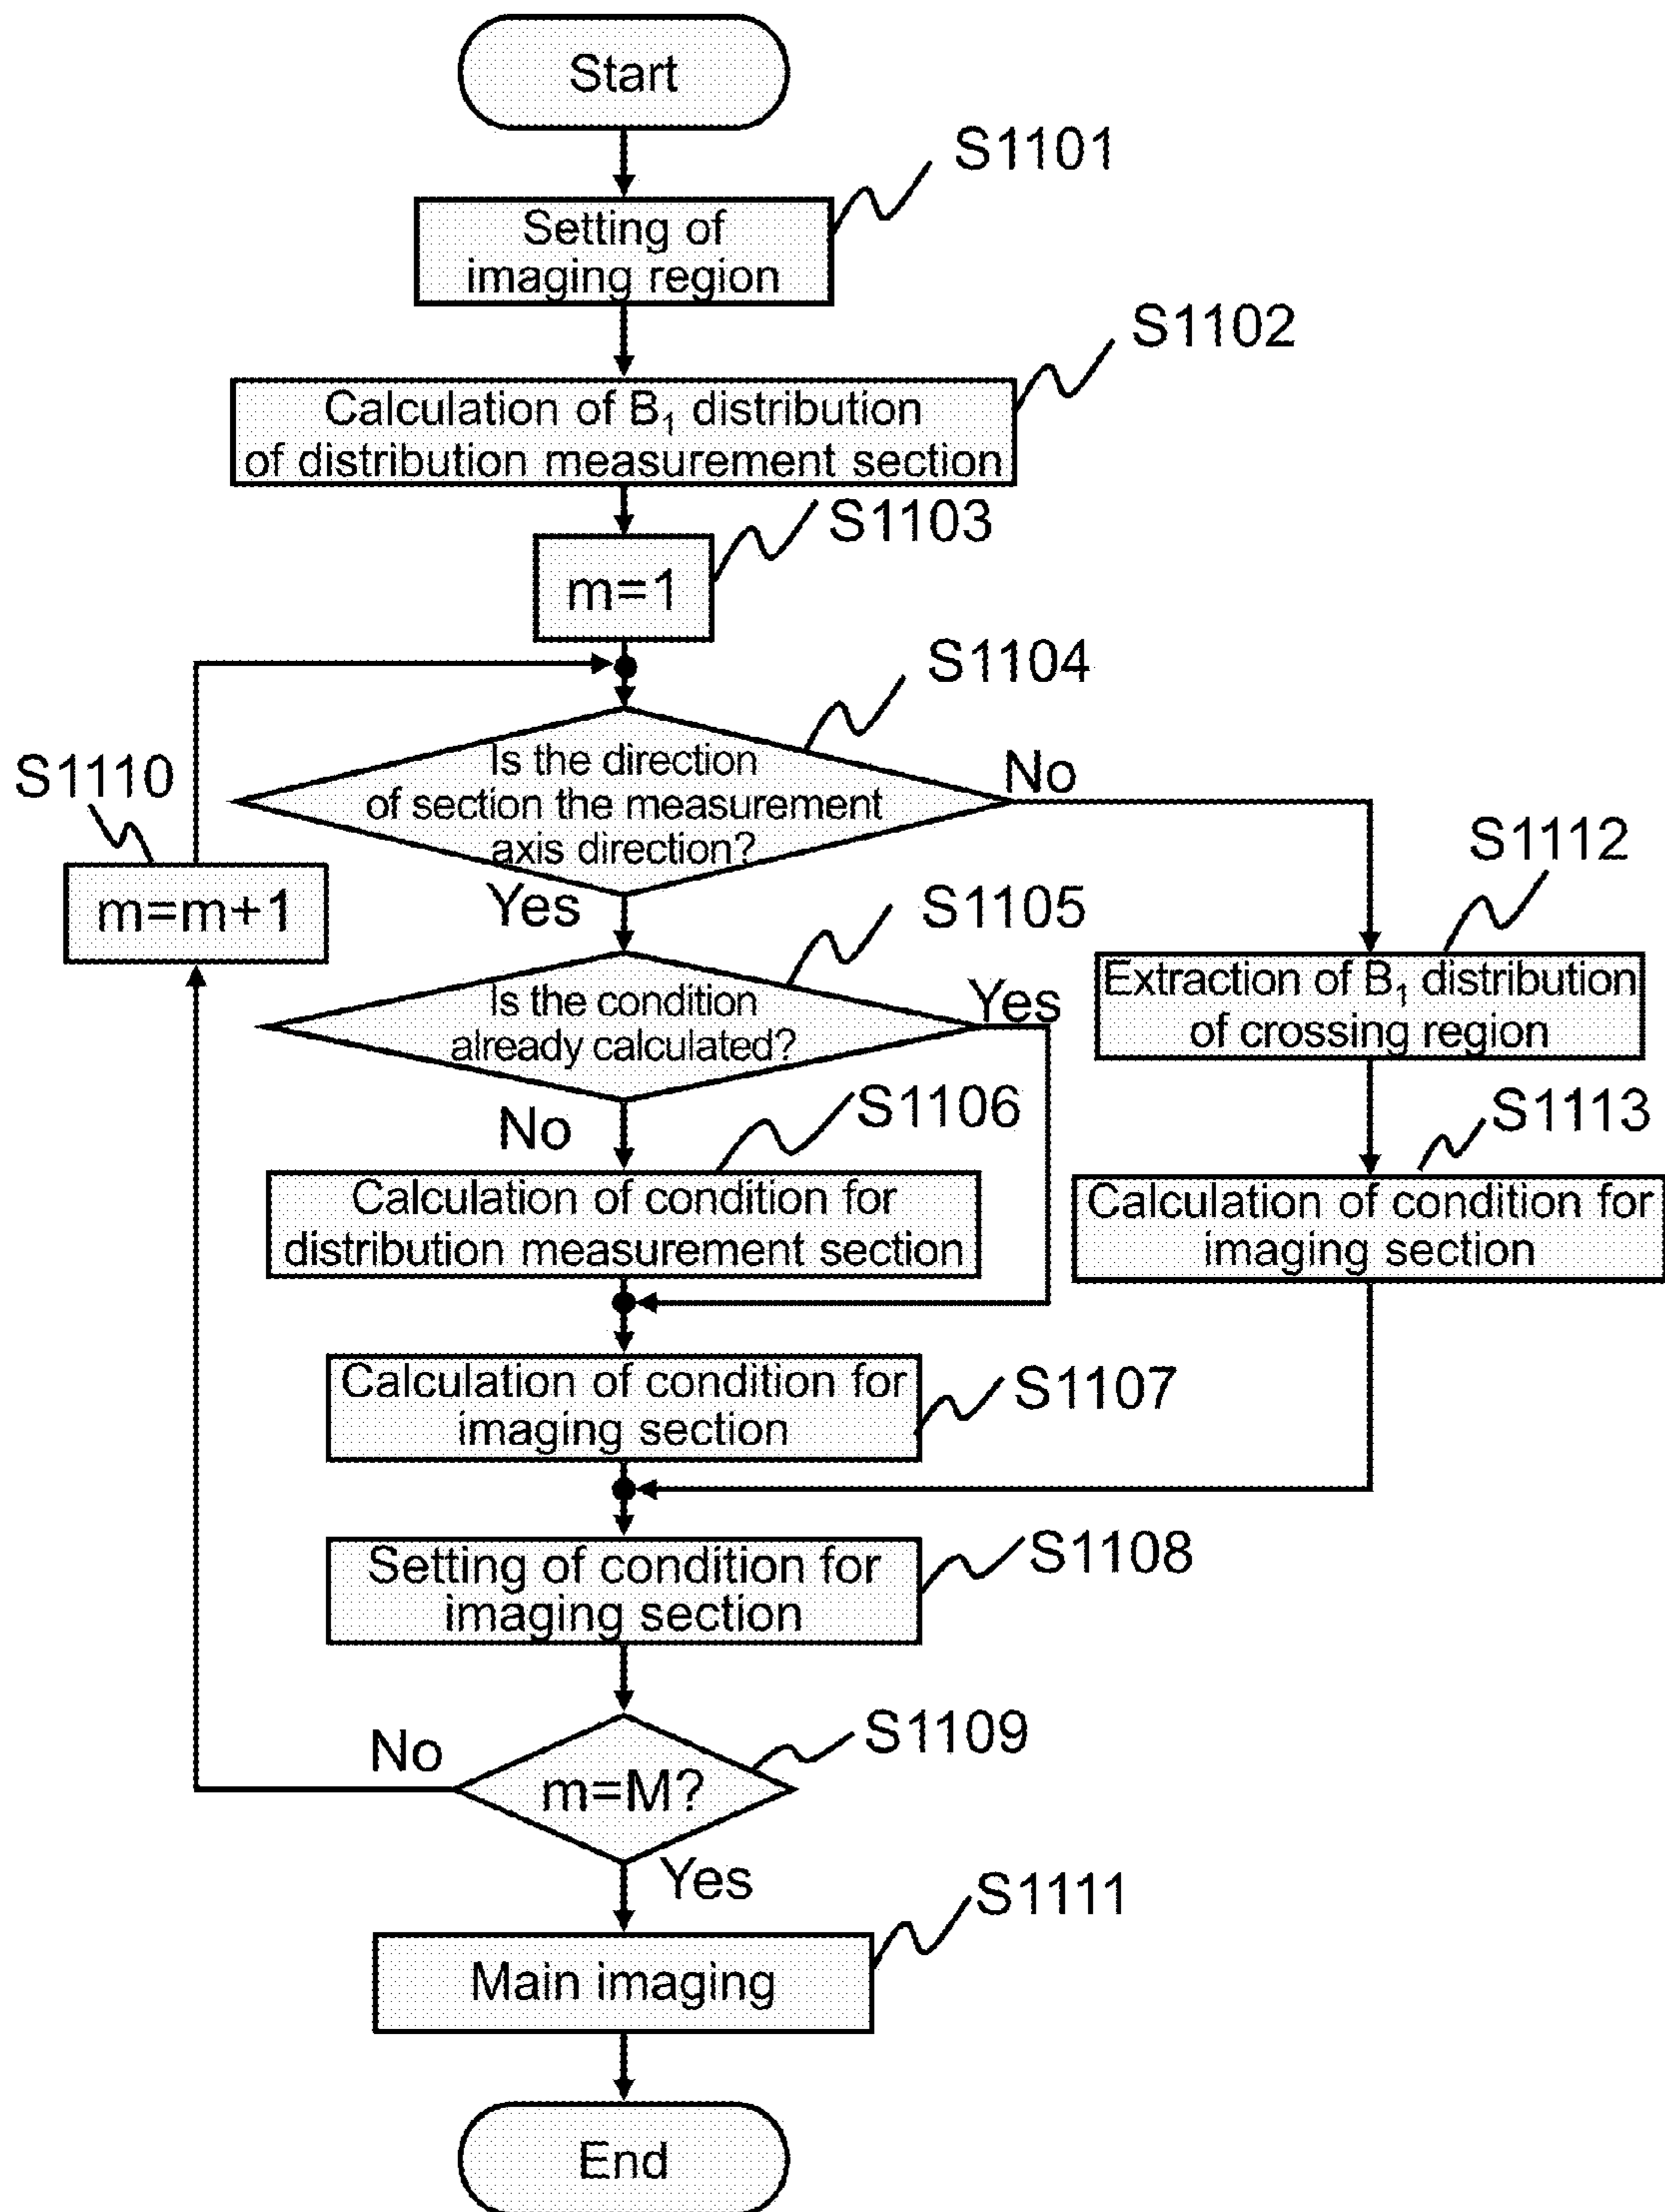 Start
S1101
Setting of
imaging region
S1102
Calculation of B₁ distribution
of distribution measurement section
S1103
m=1
S1104
Is the direction
of section the measurement
axis direction?
No
S1110
m=m+1
Yes
S1112
Extraction of B₁ distribution
of crossing region
S1105
Is the condition
already calculated?
Yes
No
S1106
Calculation of condition for
distribution measurement section
S1113
Calculation of condition for
imaging section
Calculation of condition for
imaging section
S1107
Setting of condition for
imaging section
S1108
No
m=M?
S1109
Yes
S1111
Main imaging
End